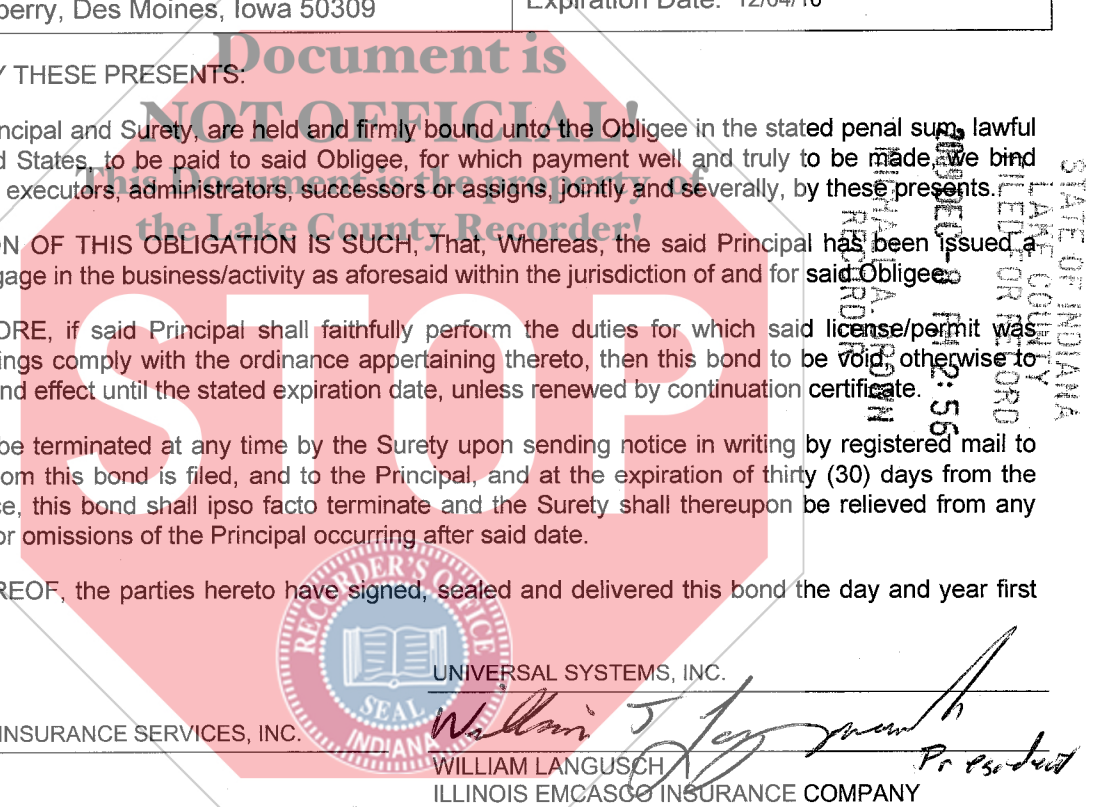 perry, Des Moines, Iowa 50309
Expiration Date: 12/04/10
Document is
NOT OFFICIAL!
This Document is the property of
the Lake County Recorder!
Y THESE PRESENTS:
ncipal and Surety, are held and firmly bound unto the Obligee in the stated penal sum, lawful
d States, to be paid to said Obligee, for which payment well and truly to be made, we bind
executors, administrators, successors or assigns, jointly and severally, by these presents.
ON OF THIS OBLIGATION IS SUCH, That, Whereas, the said Principal has been issued a
gage in the business/activity as aforesaid within the jurisdiction of and for said Obligee.
ORE, if said Principal shall faithfully perform the duties for which said license/permit was
ings comply with the ordinance appertaining thereto, then this bond to be void, otherwise to
nd effect until the stated expiration date, unless renewed by continuation certificate.
be terminated at any time by the Surety upon sending notice in writing by registered mail to
om this bond is filed, and to the Principal, and at the expiration of thirty (30) days from the
ce, this bond shall ipso facto terminate and the Surety shall thereupon be relieved from any
or omissions of the Principal occurring after said date.
REOF, the parties hereto have signed, sealed and delivered this bond the day and year first
STOP
STATE OF INDIANA
LAKE COUNTY
FILED FOR RECORD
DEC -8 PM 2:56
RECORDER
RECORDER'S OFFICE
SEAL
INDIANA
UNIVERSAL SYSTEMS, INC.
INSURANCE SERVICES, INC.
President
WILLIAM LANGUSCH
ILLINOIS EMCASCO INSURANCE COMPANY